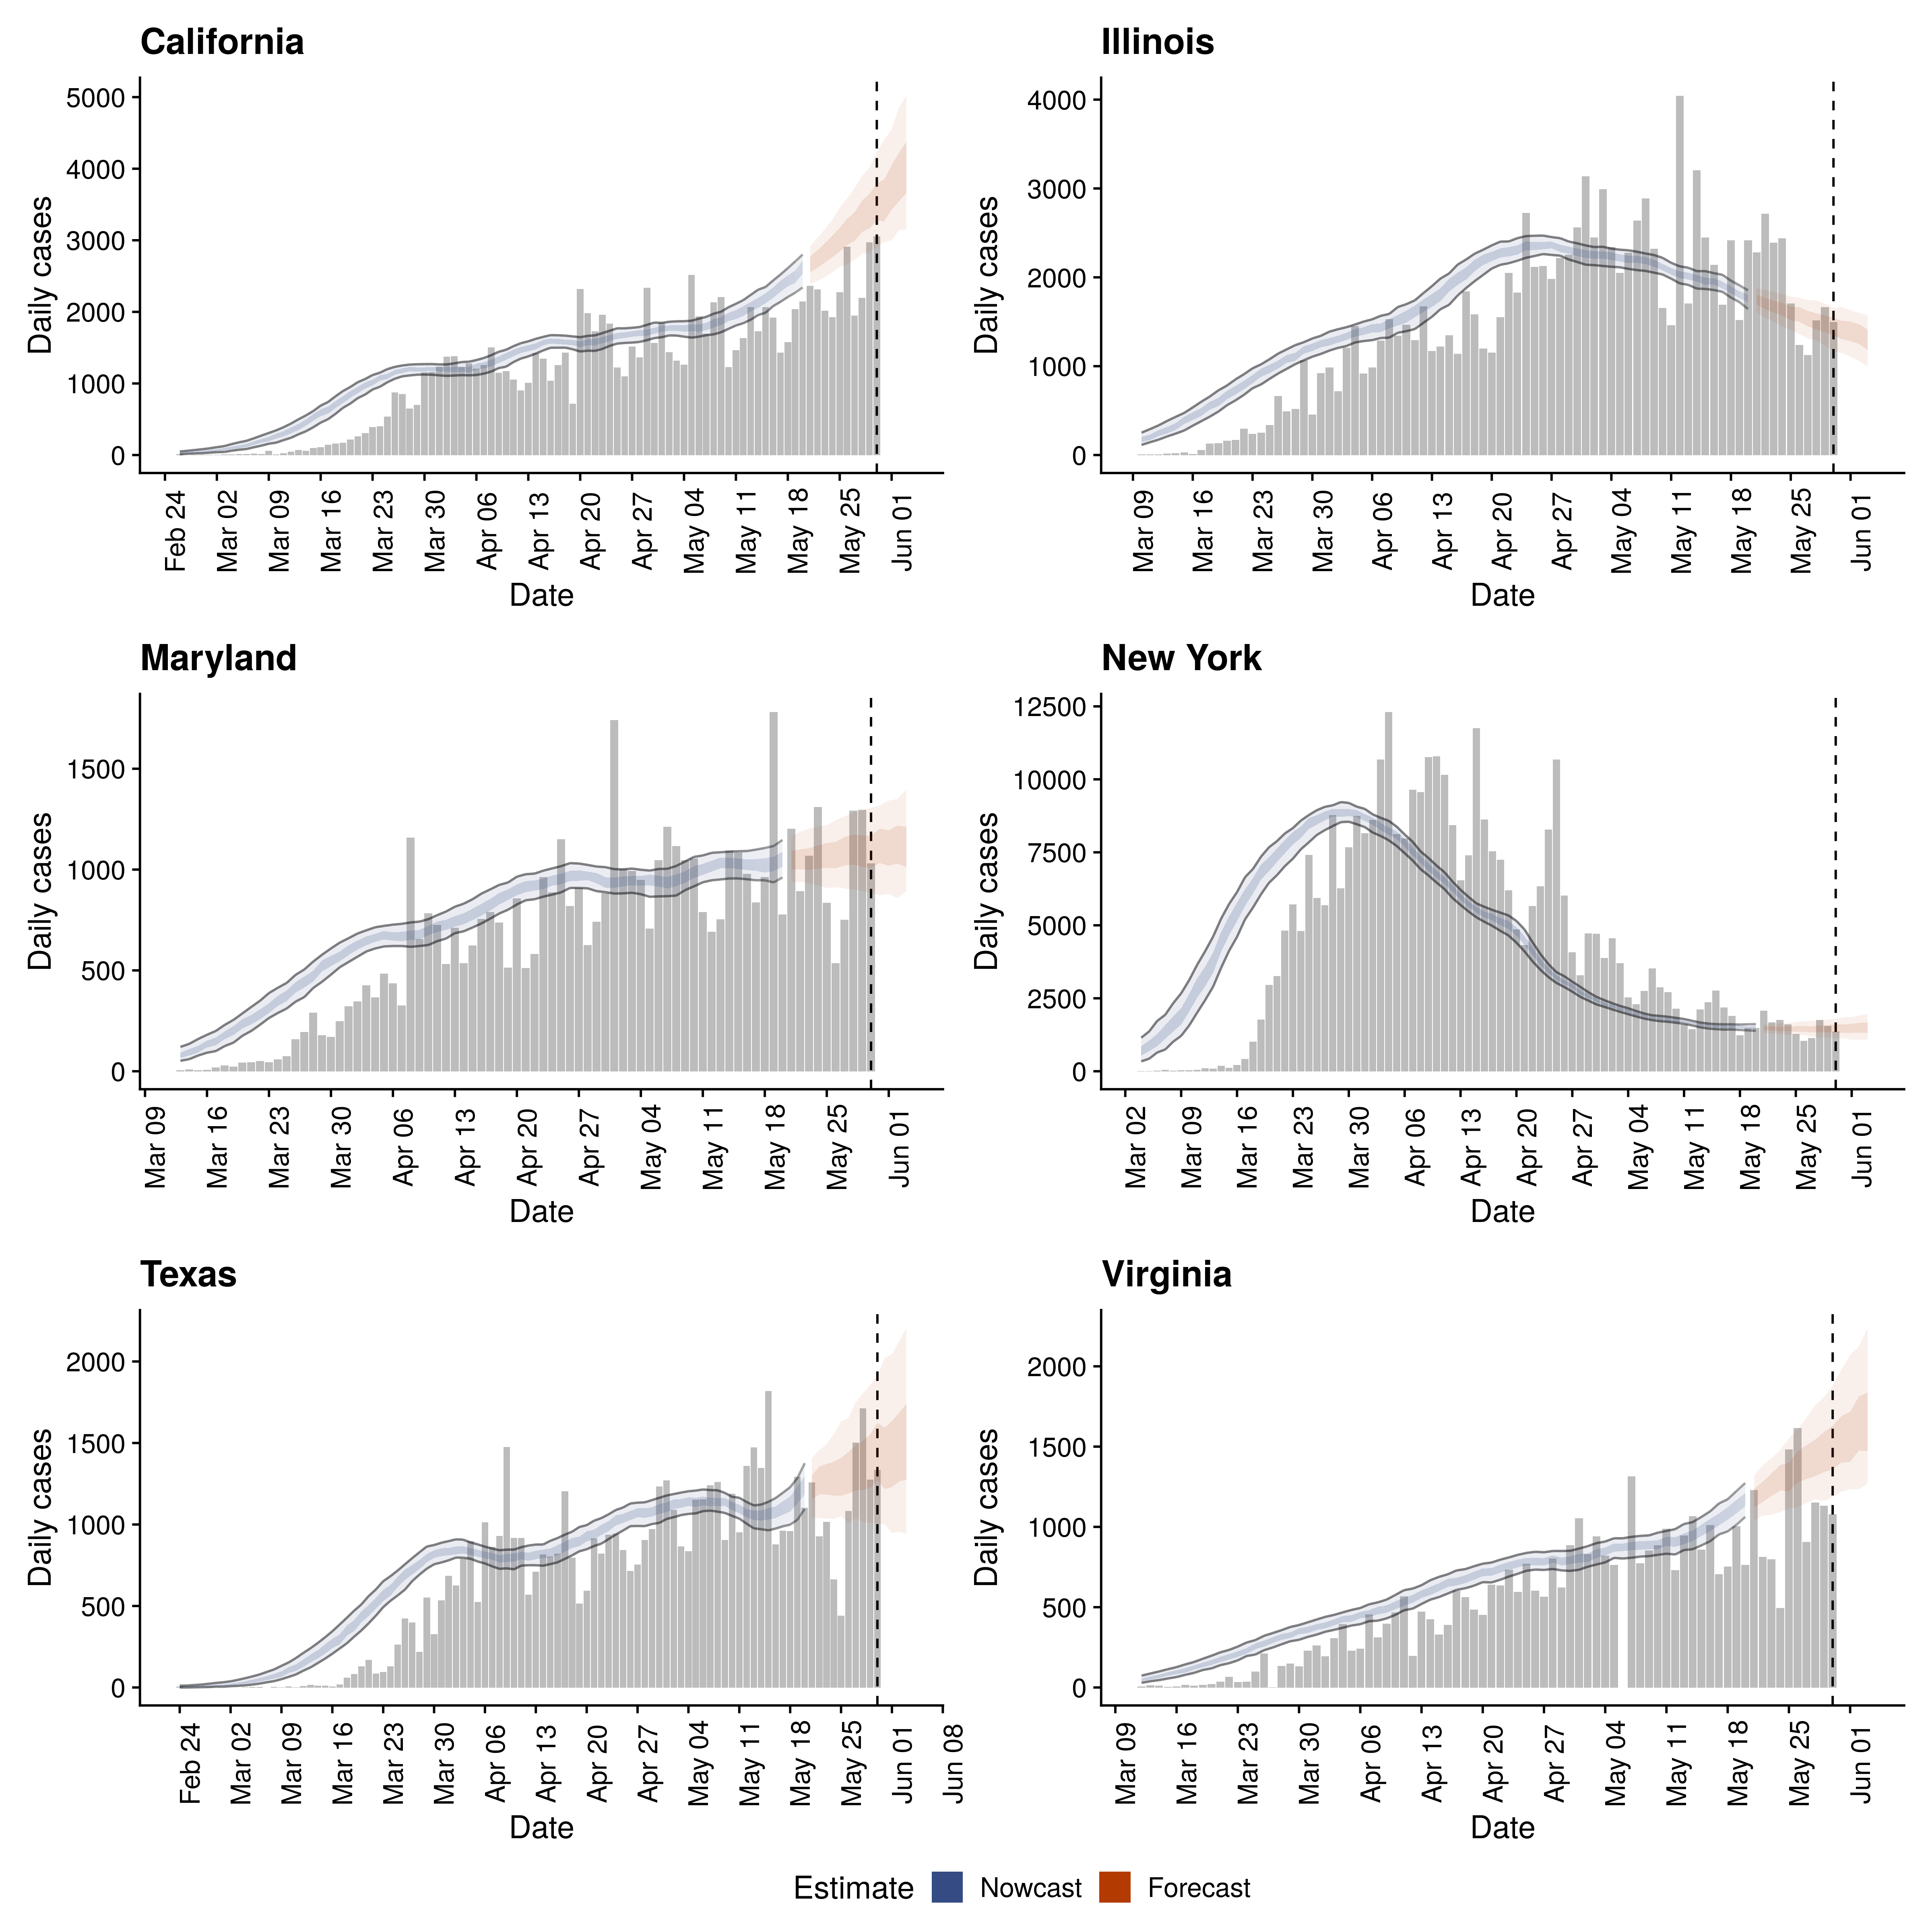 California
Daily cases
5000
4000
3000
2000
1000
0
Feb 24
Mar 02
Mar 09
Mar 16
Mar 23
Mar 30
Apr 06
Apr 13
Apr 20
Apr 27
May 04
May 11
May 18
May 25
Jun 01
Date
Illinois
Daily cases
4000
3000
2000
1000
0
Mar 09
Mar 16
Mar 23
Mar 30
Apr 06
Apr 13
Apr 20
Apr 27
May 04
May 11
May 18
May 25
Jun 01
Date
Maryland
Daily cases
1500
1000
500
0
Mar 09
Mar 16
Mar 23
Mar 30
Apr 06
Apr 13
Apr 20
Apr 27
May 04
May 11
May 18
May 25
Jun 01
Date
New York
Daily cases
12500
10000
7500
5000
2500
0
Mar 02
Mar 09
Mar 16
Mar 23
Mar 30
Apr 06
Apr 13
Apr 20
Apr 27
May 04
May 11
May 18
May 25
Jun 01
Date
Texas
Daily cases
2000
1500
1000
500
0
Feb 24
Mar 02
Mar 09
Mar 16
Mar 23
Mar 30
Apr 06
Apr 13
Apr 20
Apr 27
May 04
May 11
May 18
May 25
Jun 01
Jun 08
Date
Virginia
Daily cases
2000
1500
1000
500
0
Mar 09
Mar 16
Mar 23
Mar 30
Apr 06
Apr 13
Apr 20
Apr 27
May 04
May 11
May 18
May 25
Jun 01
Date
Estimate Nowcast Forecast